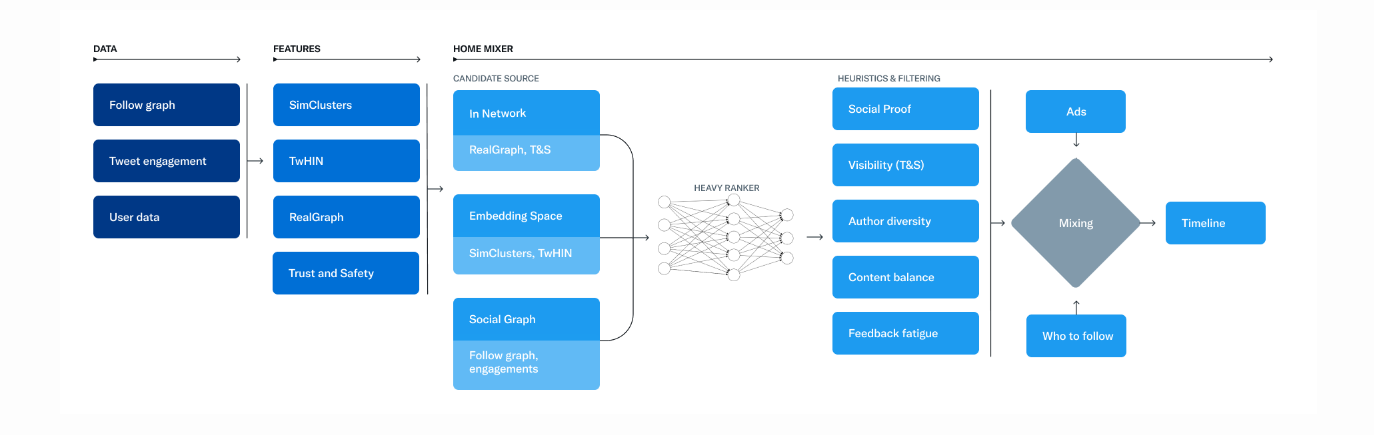 DATA
FEATURES
HOME MIXER
Follow graph
Tweet engagement
User data
SimClusters
TwHIN
RealGraph
Trust and Safety
CANDIDATE SOURCE
In Network
RealGraph, T&S
Embedding Space
SimClusters, TwHIN
Social Graph
Follow graph,
engagements
HEAVY RANKER
HEURISTICS & FILTERING
Social Proof
Visibility (T&S)
Author diversity
Content balance
Feedback fatigue
Ads
Mixing
Who to follow
Timeline